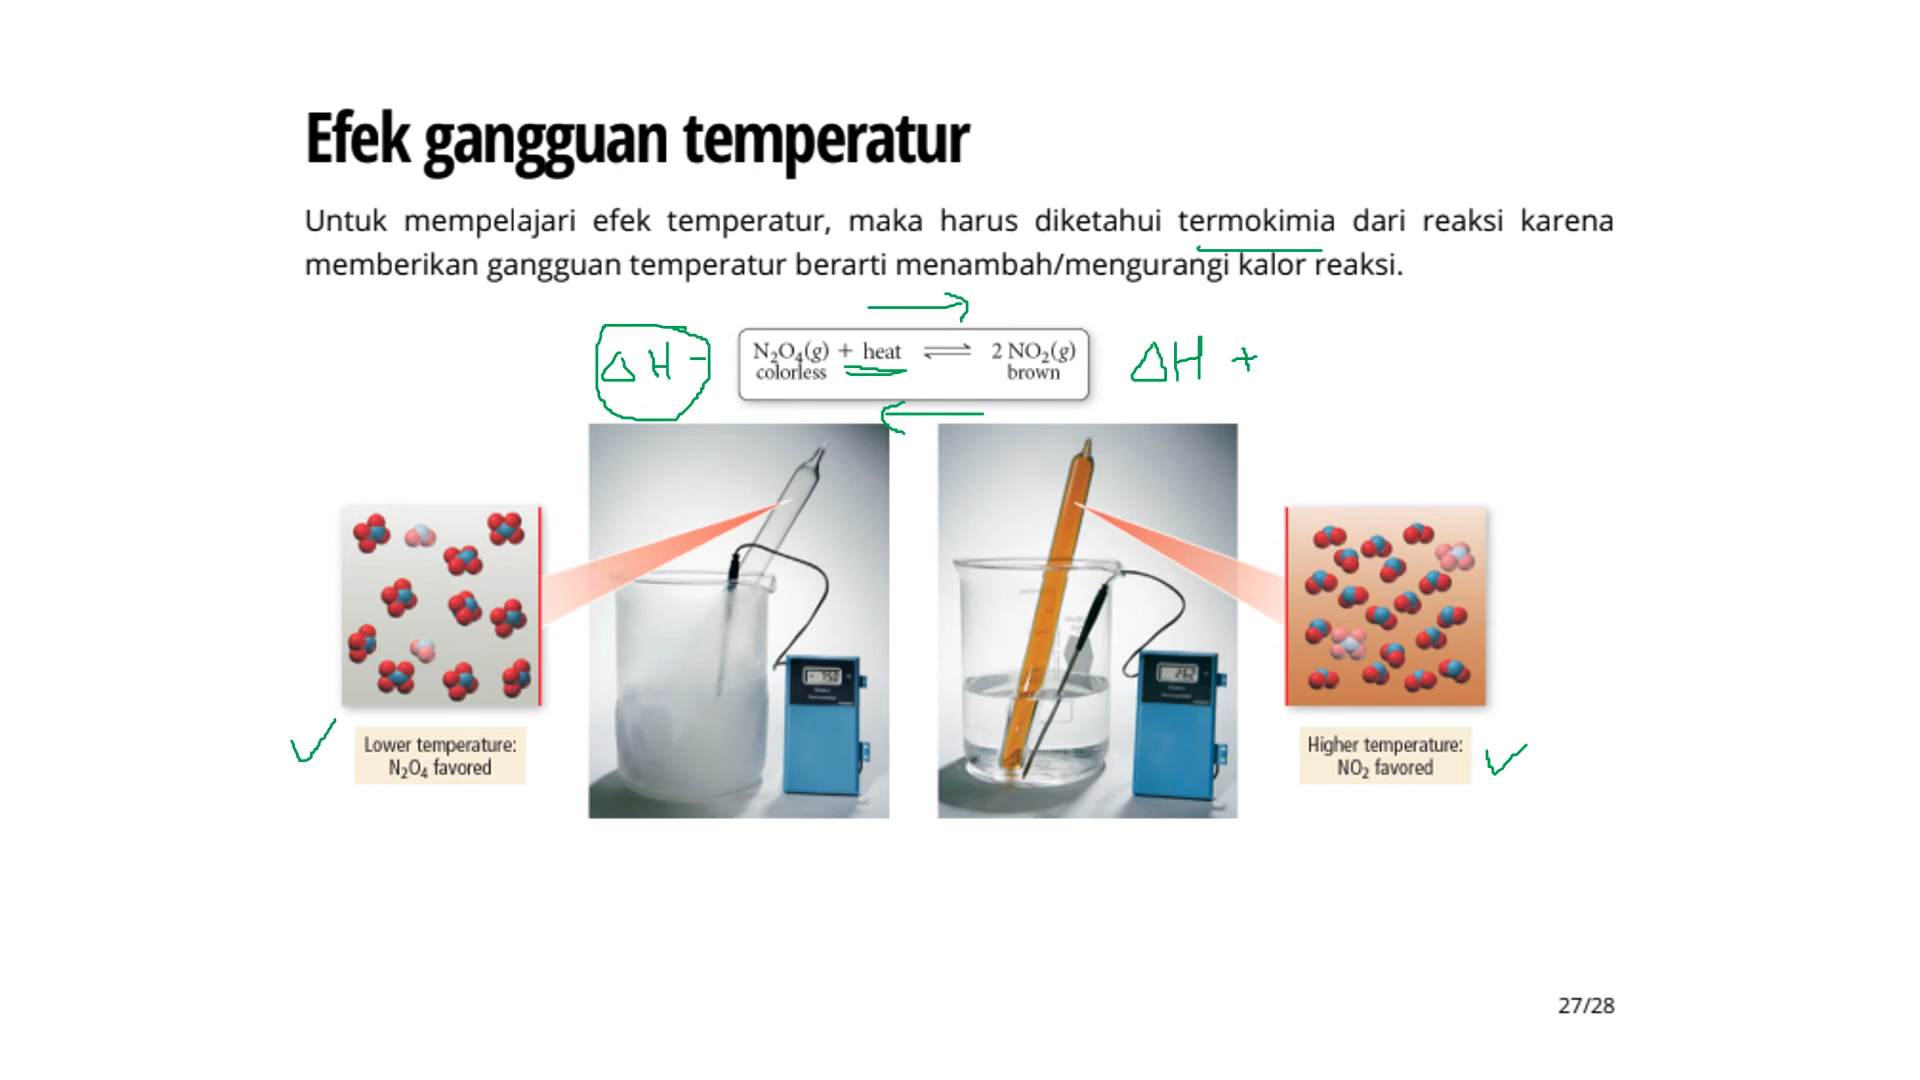 Efek gangguan temperatur
Untuk mempelajari efek temperatur, maka harus diketahui termokimia dari reaksi karena
memberikan gangguan temperatur berarti menambah/mengurangi kalor reaksi.
ΔH -
N₂O₄(g) + heat ⇌ 2 NO₂(g)
colorless brown
ΔH +
Lower temperature:
N₂O₄ favored
Higher temperature:
NO₂ favored
27/28